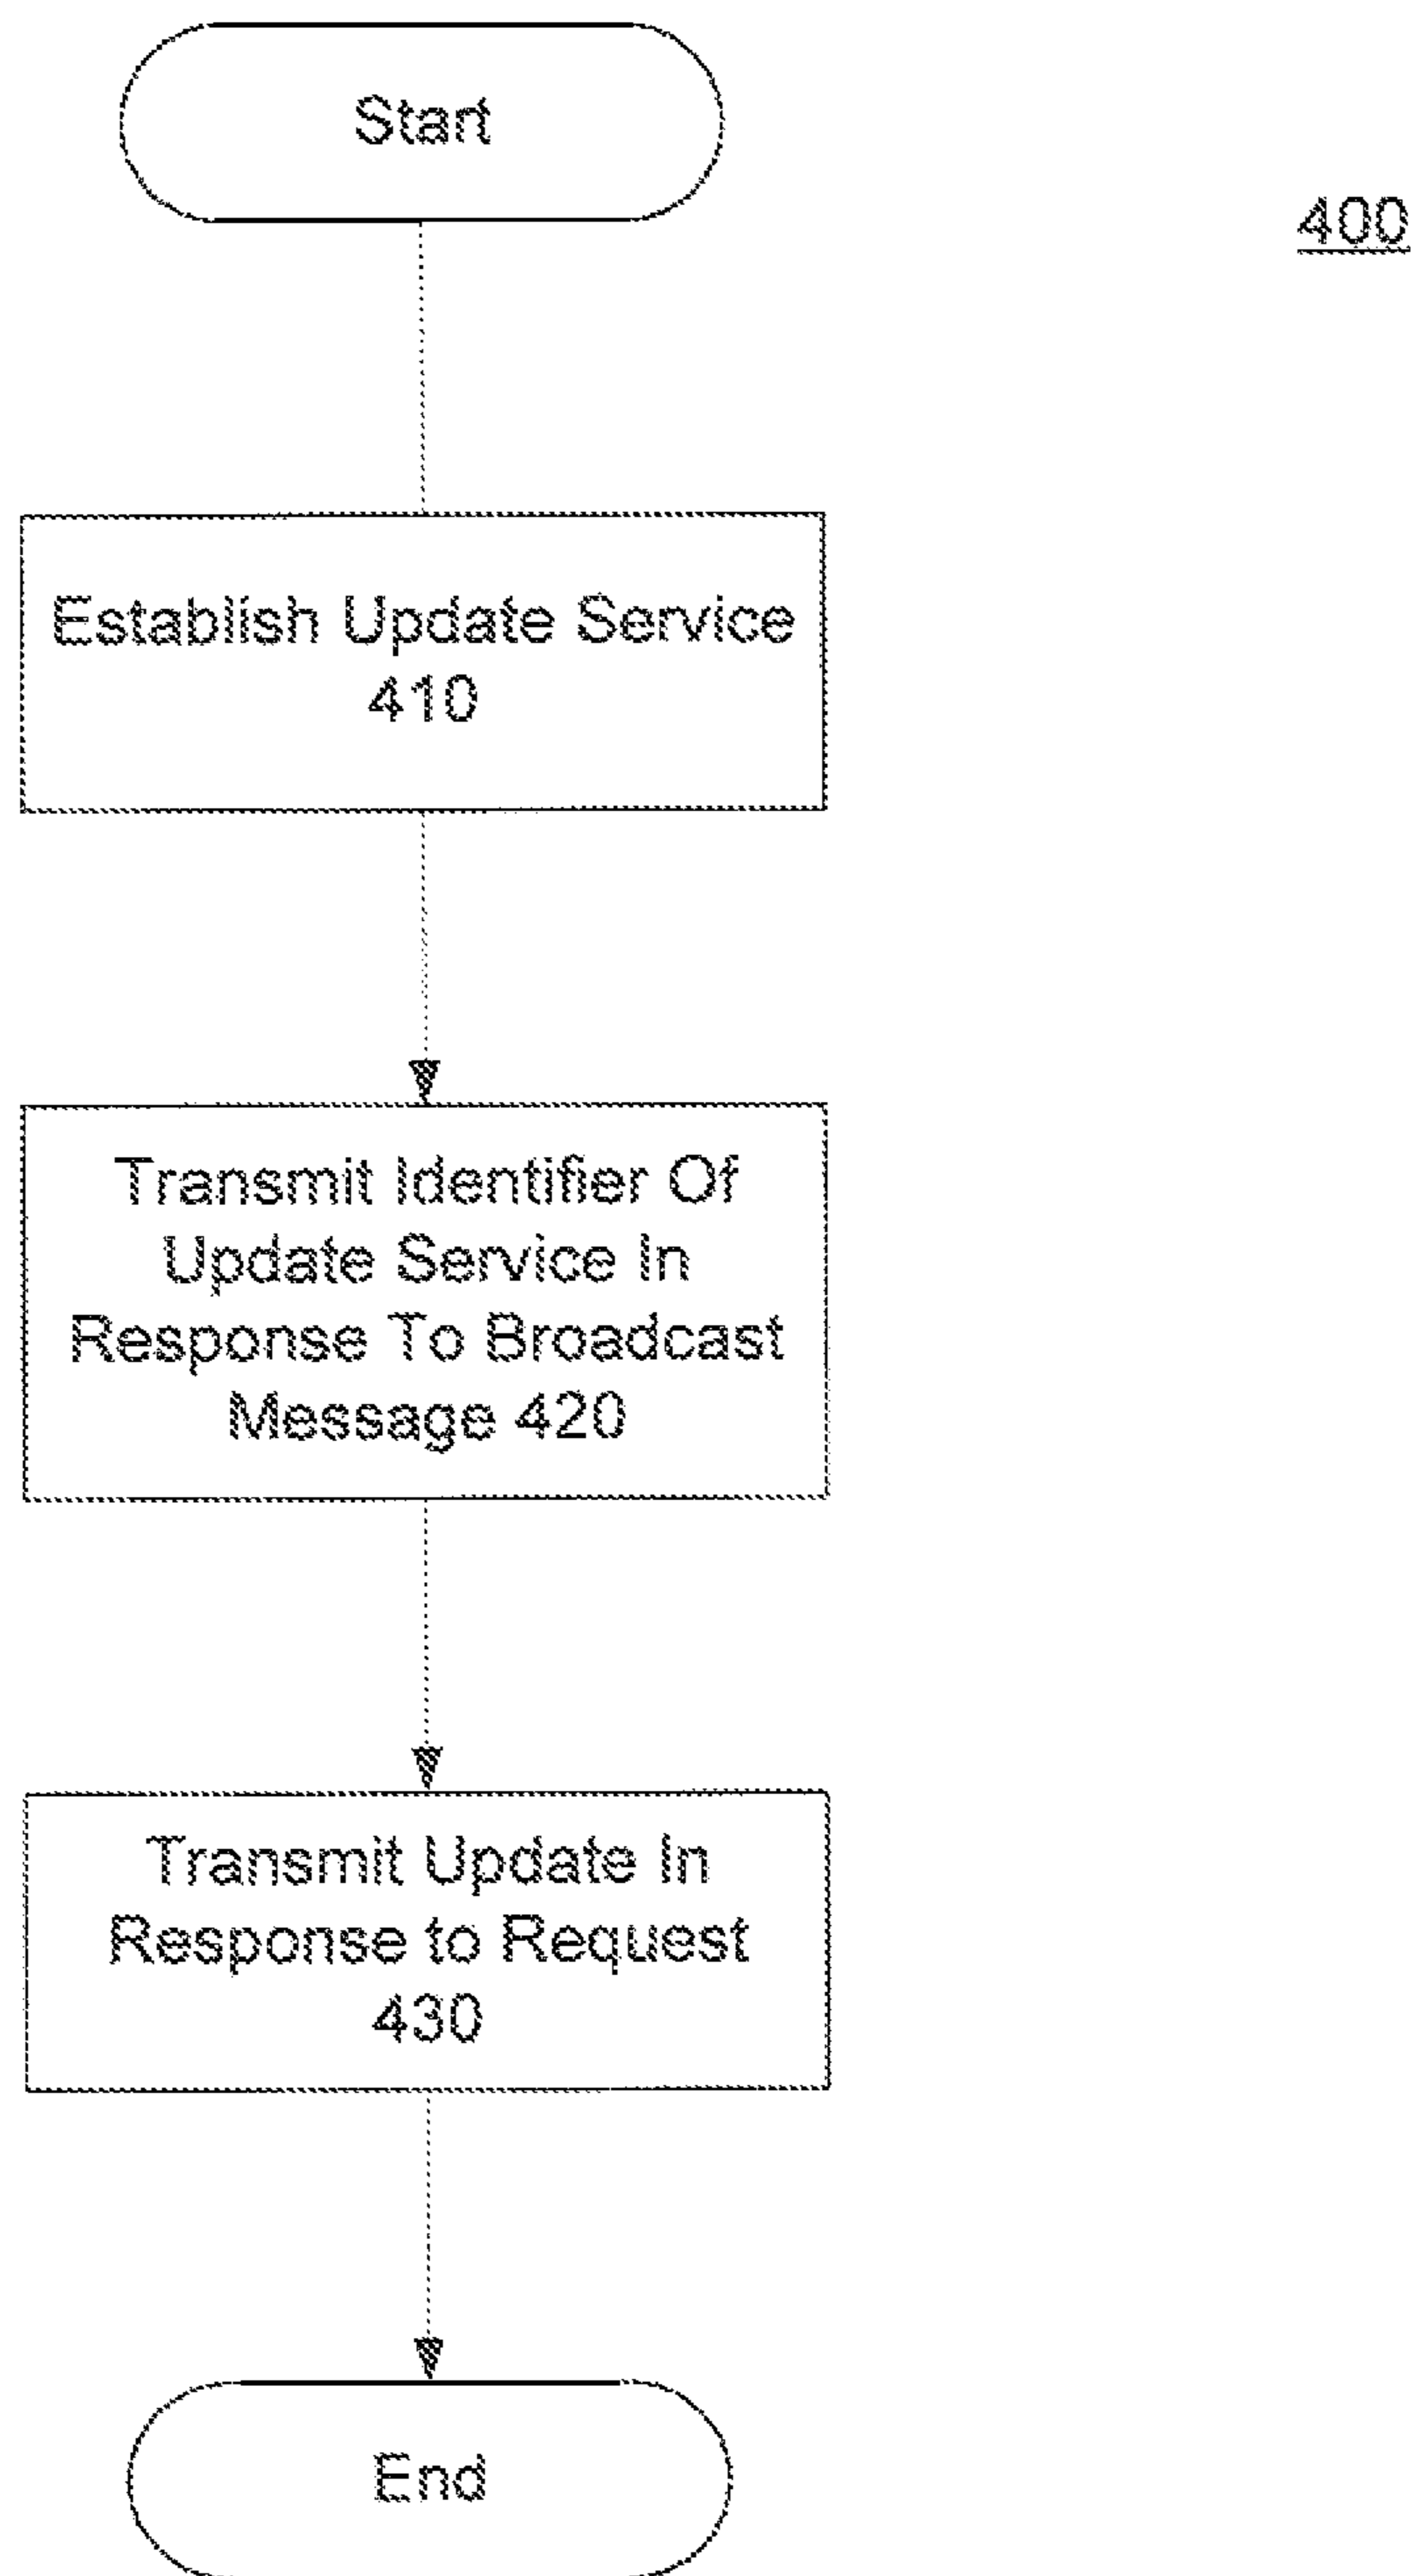 Start
400
Establish Update Service
410
Transmit Identifier Of
Update Service In
Response To Broadcast
Message 420
Transmit Update In
Response to Request
430
End